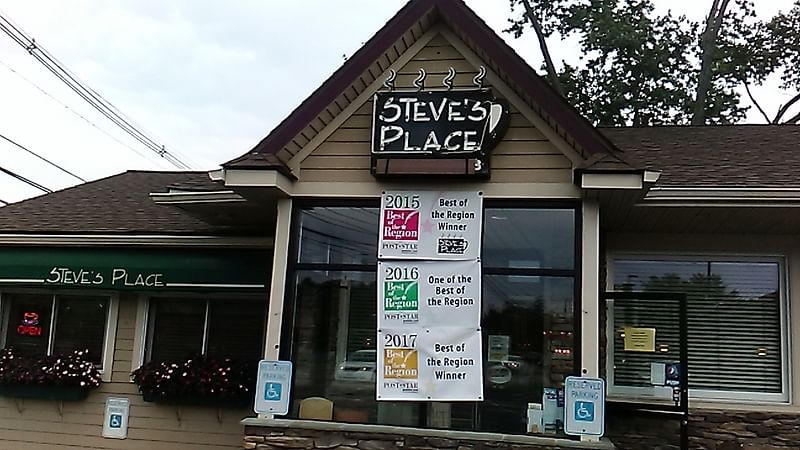 STEVE'S
PLACE
3
STEVE'S PLACE
OPEN
2015
Best
of the
Region
POST-STAR
Best of
the Region
Winner
STEVE'S
PLACE
2016
Best
of the
Region
POST-STAR
One of the
Best of
the Region
2017
Best
of the
Region
POST-STAR
Best of
the Region
Winner
RESERVED
PARKING
RESERVED
PARKING
RESERVED
PARKING